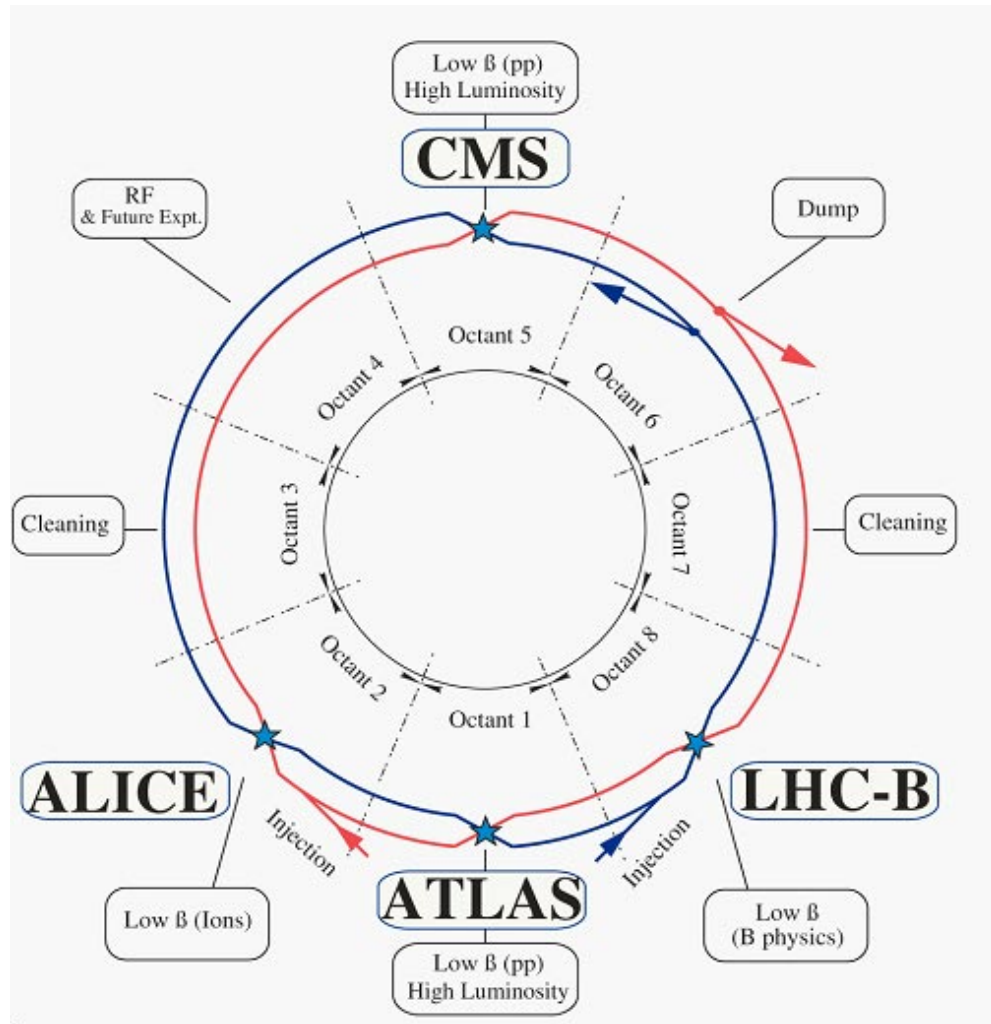 Low ß (pp)
High Luminosity
CMS
RF
& Future Expt.
Dump
Octant 5
Octant 4
Octant 6
Octant 3
Octant 7
Cleaning
Cleaning
Octant 2
Octant 8
Octant 1
ALICE
LHC-B
Injection
Injection
ATLAS
Low ß (Ions)
Low ß
(B physics)
Low ß (pp)
High Luminosity